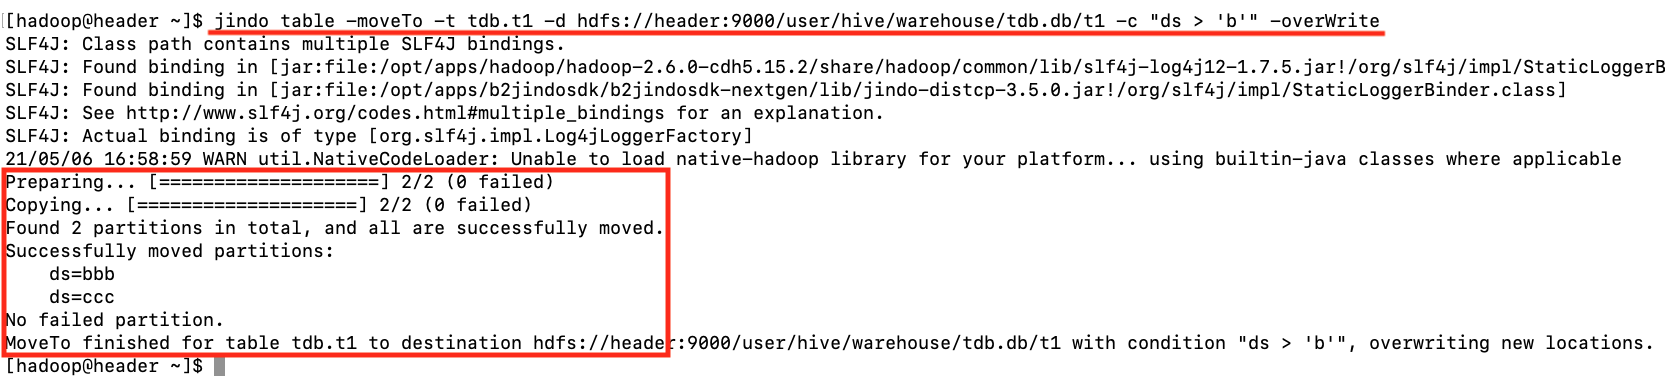 [hadoop@header ~]$ jindo table -moveTo -t tdb.t1 -d hdfs://header:9000/user/hive/warehouse/tdb.db/t1 -c "ds > 'b'" -overWrite
SLF4J: Class path contains multiple SLF4J bindings.
SLF4J: Found binding in [jar:file:/opt/apps/hadoop/hadoop-2.6.0-cdh5.15.2/share/hadoop/common/lib/slf4j-log4j12-1.7.5.jar!/org/slf4j/impl/StaticLoggerB
SLF4J: Found binding in [jar:file:/opt/apps/b2jindosdk/b2jindosdk-nextgen/lib/jindo-distcp-3.5.0.jar!/org/slf4j/impl/StaticLoggerBinder.class]
SLF4J: See http://www.slf4j.org/codes.html#multiple_bindings for an explanation.
SLF4J: Actual binding is of type [org.slf4j.impl.Log4jLoggerFactory]
21/05/06 16:58:59 WARN util.NativeCodeLoader: Unable to load native-hadoop library for your platform... using builtin-java classes where applicable
Preparing... [====================] 2/2 (0 failed)
Copying... [====================] 2/2 (0 failed)
Found 2 partitions in total, and all are successfully moved.
Successfully moved partitions:
    ds=bbb
    ds=ccc
No failed partition.
MoveTo finished for table tdb.t1 to destination hdfs://header:9000/user/hive/warehouse/tdb.db/t1 with condition "ds > 'b'", overwriting new locations.
[hadoop@header ~]$